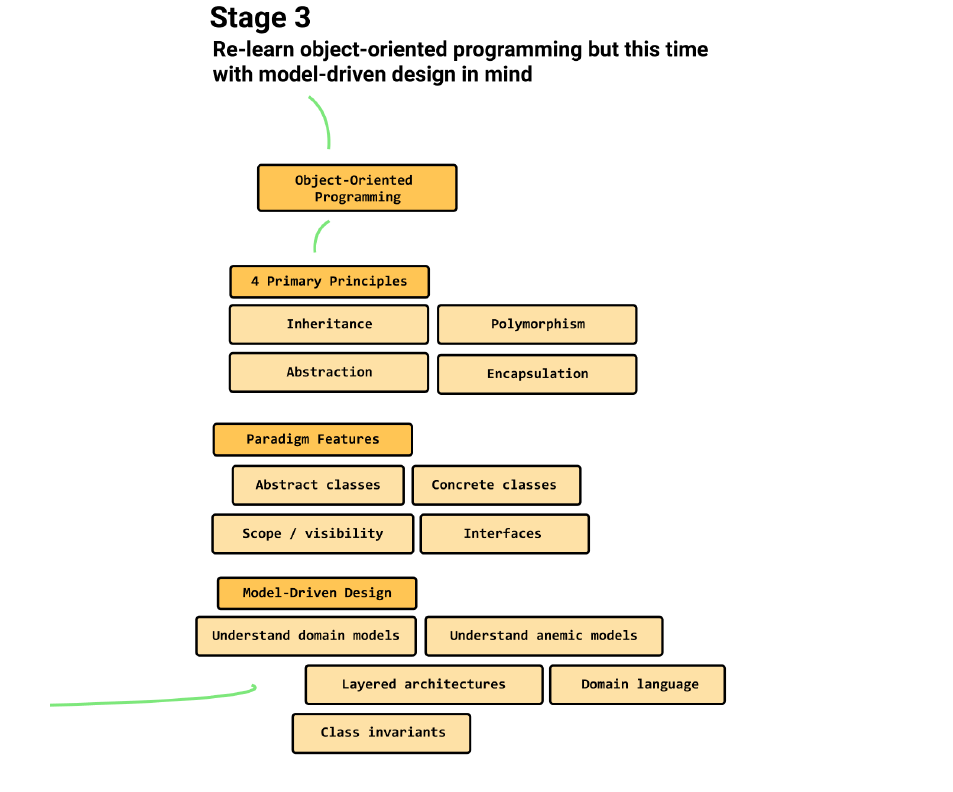 Stage 3
Re-learn object-oriented programming but this time
with model-driven design in mind
Object-Oriented
Programming
4 Primary Principles
Inheritance
Polymorphism
Abstraction
Encapsulation
Paradigm Features
Abstract classes
Concrete classes
Scope / visibility
Interfaces
Model-Driven Design
Understand domain models
Understand anemic models
Layered architectures
Domain language
Class invariants